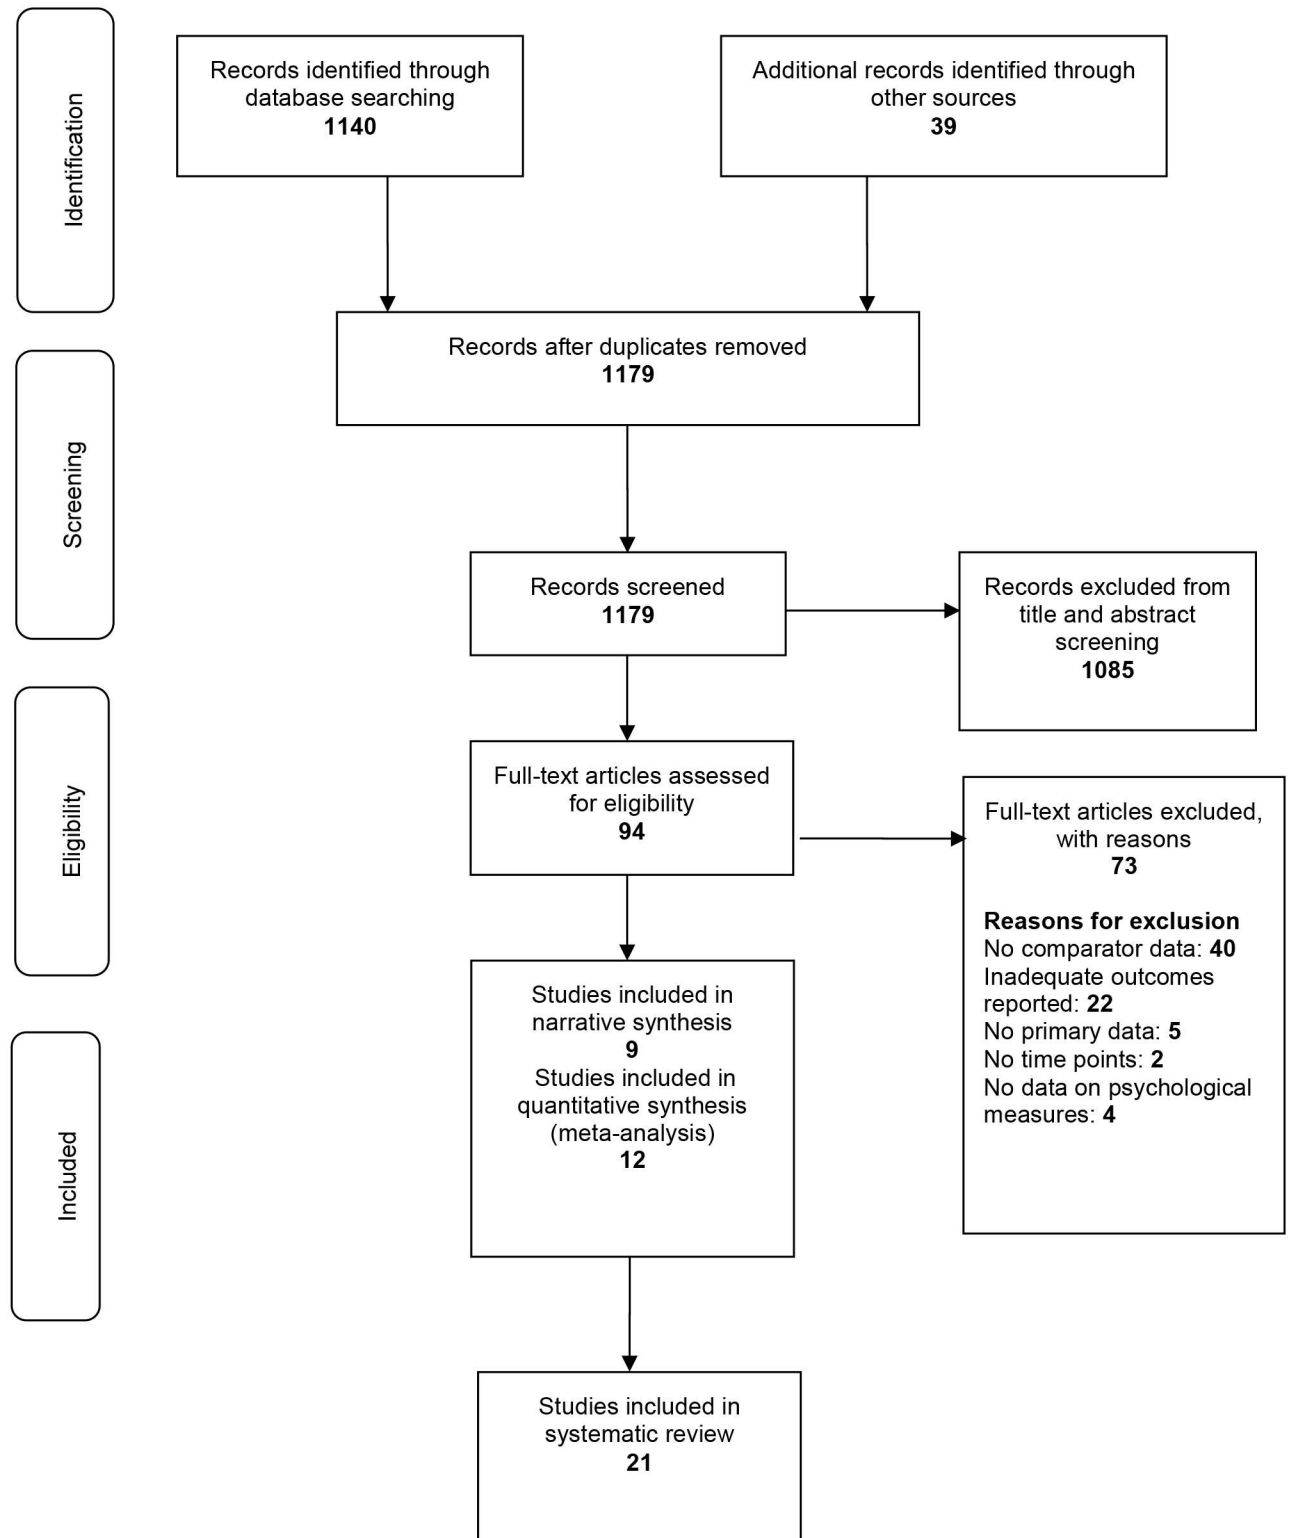 Identification
Records identified through
database searching
1140
Additional records identified through
other sources
39
Records after duplicates removed
1179
Screening
Records screened
1179
Records excluded from
title and abstract
screening
1085
Eligibility
Full-text articles assessed
for eligibility
94
Full-text articles excluded,
with reasons
73
Reasons for exclusion
No comparator data: 40
Inadequate outcomes
reported: 22
No primary data: 5
No time points: 2
No data on psychological
measures: 4
Included
Studies included in
narrative synthesis
9
Studies included in
quantitative synthesis
(meta-analysis)
12
Studies included in
systematic review
21